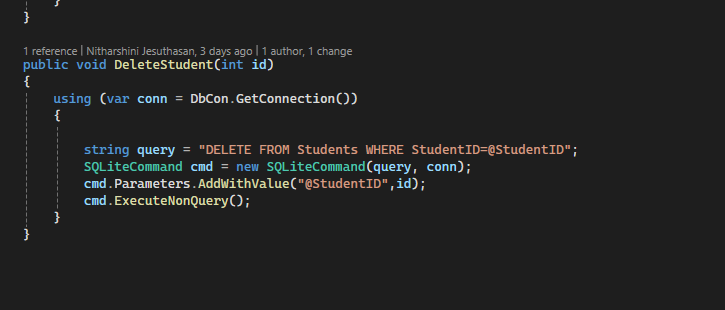 }
}
1 reference | Nitharshini Jesuthasan, 3 days ago | 1 author, 1 change
public void DeleteStudent(int id)
{
using (var conn = DbCon.GetConnection())
{
string query = "DELETE FROM Students WHERE StudentID=@StudentID";
SQLiteCommand cmd = new SQLiteCommand(query, conn);
cmd.Parameters.AddWithValue("@StudentID",id);
cmd.ExecuteNonQuery();
}
}